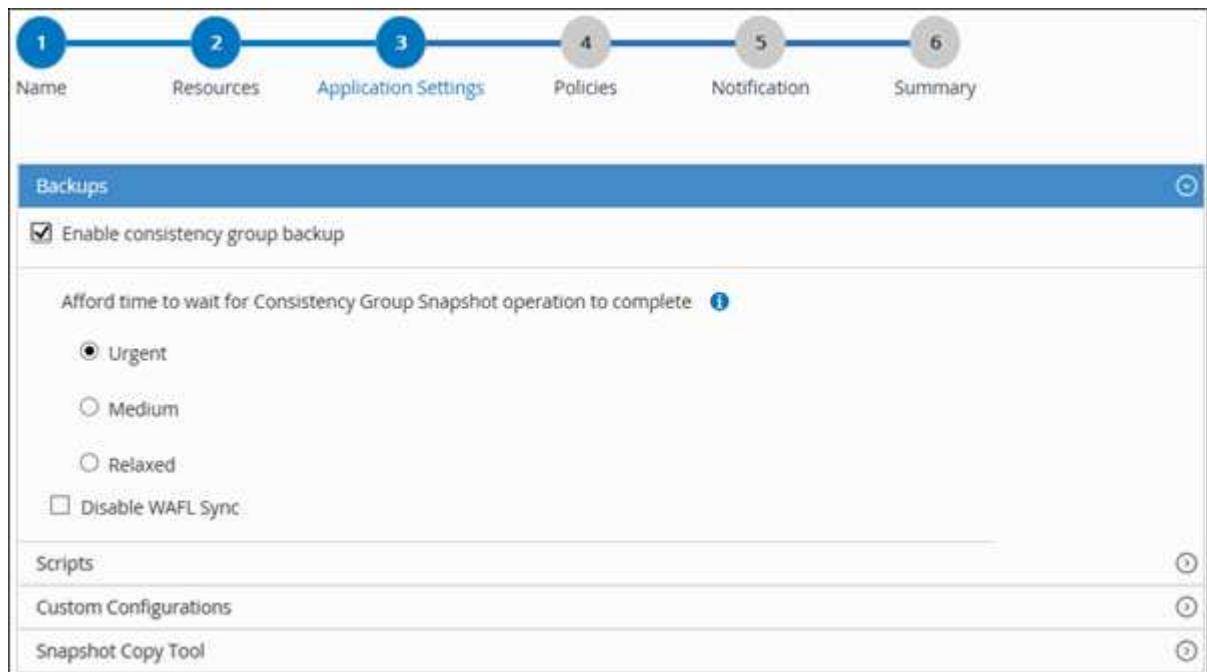 1 2 3 4 5 6
Name Resources Application Settings Policies Notification Summary
Backups
Enable consistency group backup
Afford time to wait for Consistency Group Snapshot operation to complete
Urgent
Medium
Relaxed
Disable WAFL Sync
Scripts
Custom Configurations
Snapshot Copy Tool